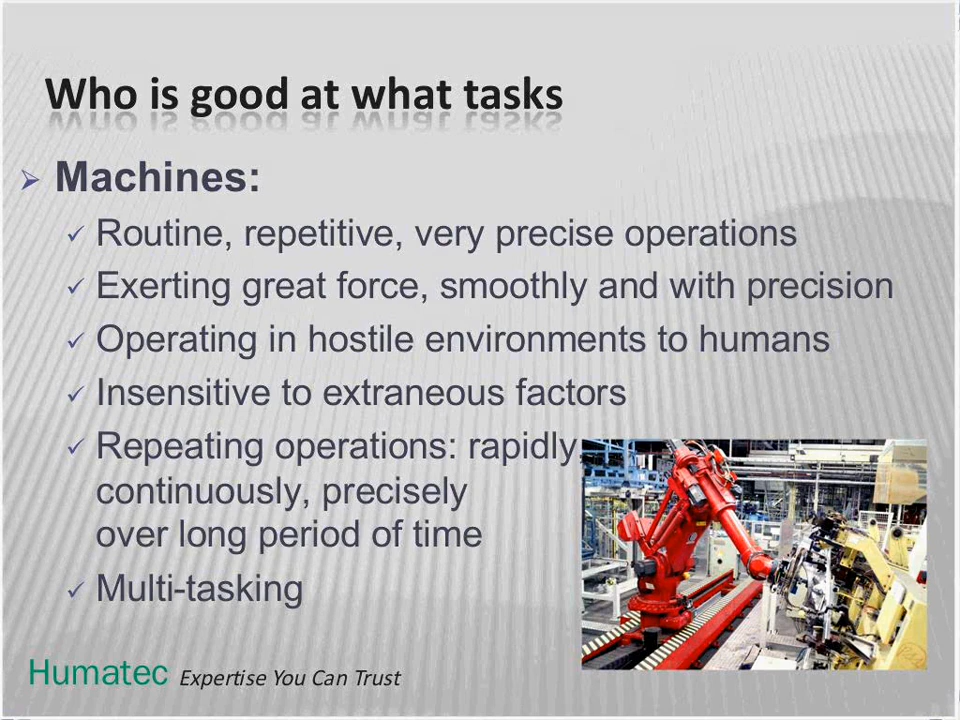 Who is good at what tasks
Machines:
Routine, repetitive, very precise operations
Exerting great force, smoothly and with precision
Operating in hostile environments to humans
Insensitive to extraneous factors
Repeating operations: rapidly,
continuously, precisely
over long period of time
Multi-tasking
Humatec Expertise You Can Trust